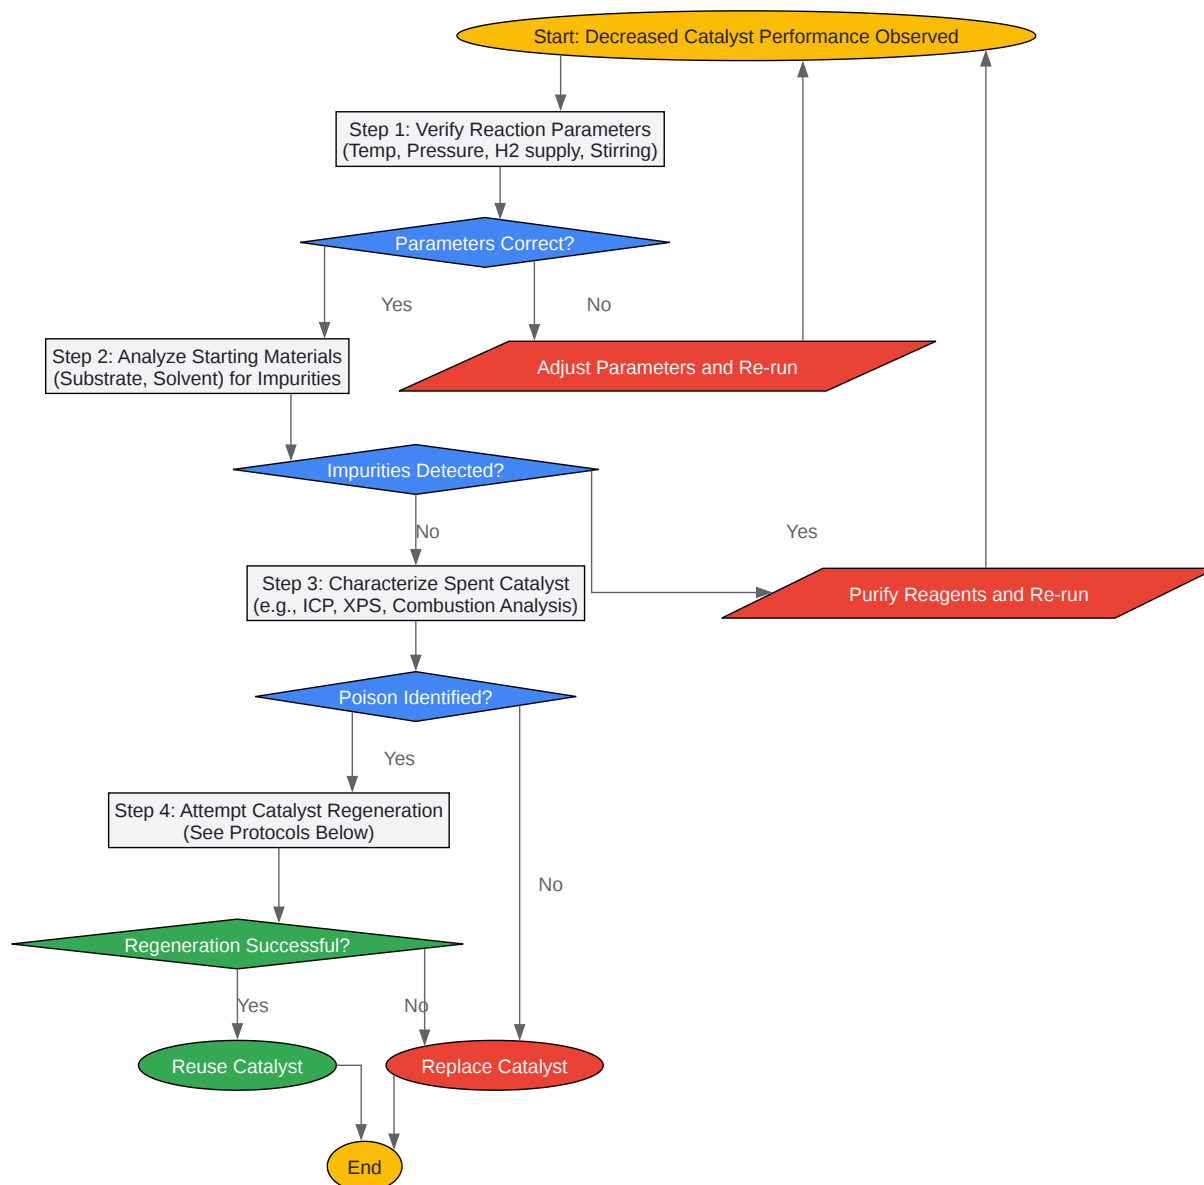 Start: Decreased Catalyst Performance Observed
Step 1: Verify Reaction Parameters
(Temp, Pressure, H2 supply, Stirring)
Parameters Correct?
Yes
No
Step 2: Analyze Starting Materials
(Substrate, Solvent) for Impurities
Adjust Parameters and Re-run
Impurities Detected?
No
Yes
Step 3: Characterize Spent Catalyst
(e.g., ICP, XPS, Combustion Analysis)
Purify Reagents and Re-run
Poison Identified?
Yes
Step 4: Attempt Catalyst Regeneration
(See Protocols Below)
No
Regeneration Successful?
Yes
No
Reuse Catalyst
Replace Catalyst
End